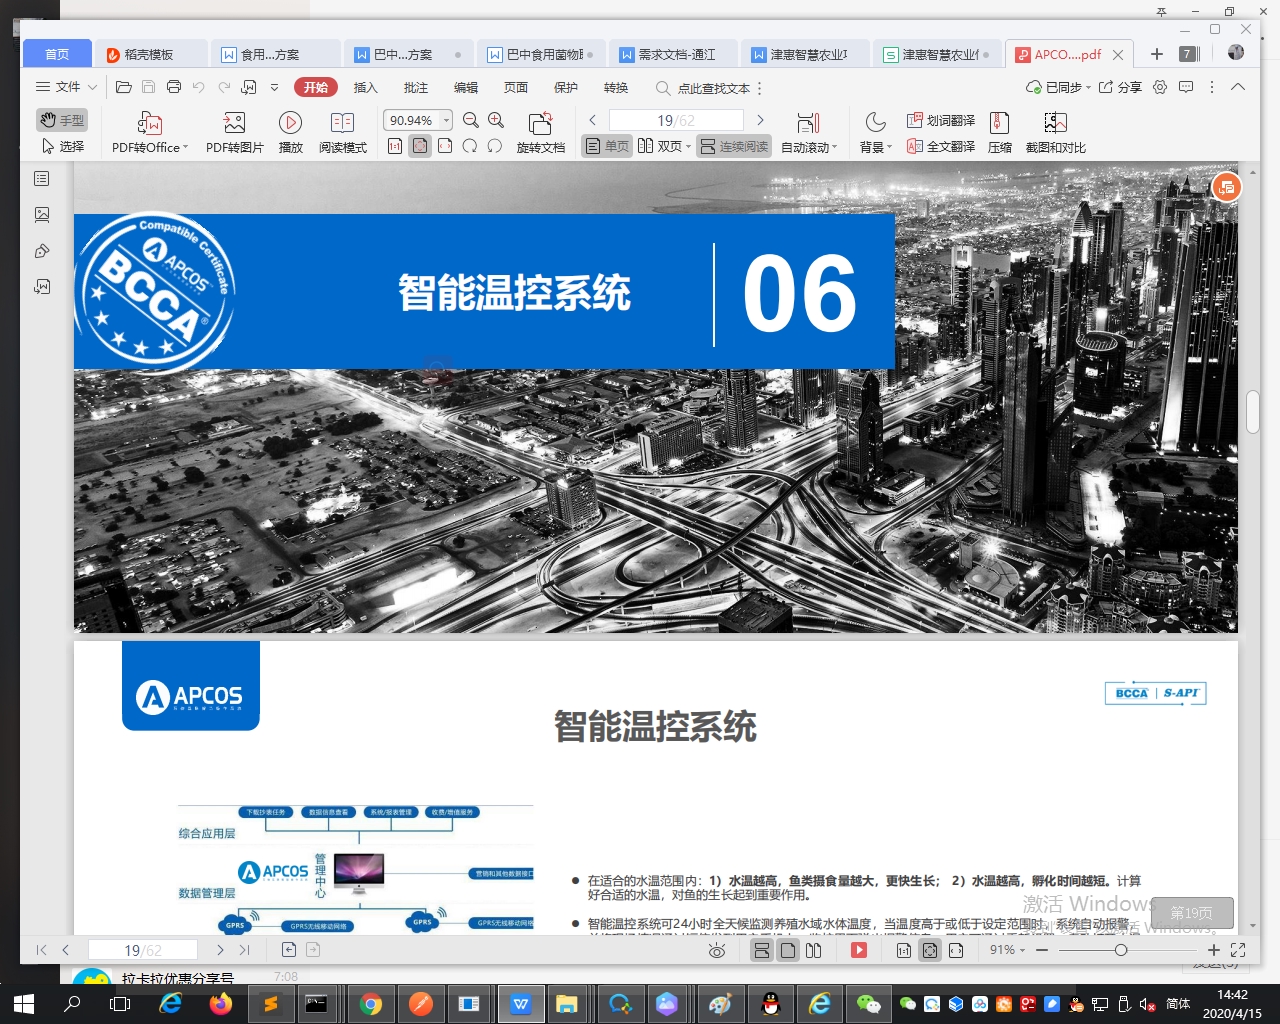 首页
稻壳模板
食用...方案
巴中...方案
巴中食用菌物联
需求文档-通江
津惠智慧农业项
津惠智慧农业
APCO....pdf
7
文件
开始
插入
批注
编辑
页面
保护
转换
点此查找文本
已同步
分享
手型
选择
PDF转Office
PDF转图片
播放
阅读模式
90.94%
旋转文档
19/62
单页
双页
连续阅读
自动滚动
背景
划词翻译
全文翻译
压缩
截图和对比
Compatible Certificate
APCOS
BCCA
智能温控系统
06
APCOS
BCCA | S-API
智能温控系统
下载抄表任务
数据信息查看
系统/报表管理
收费/增值服务
综合应用层
APCOS
管理中心
营销和其他数据接口
数据管理层
GPRS
GPRS无线移动网络
GPRS
GPRS无线移动网络
在适合的水温范围内：1）水温越高，鱼类摄食量越大，更快生长； 2）水温越高，孵化时间越短。计算
好合适的水温，对鱼的生长起到重要作用。
智能温控系统可24小时全天候监测养殖水域水体温度，当温度高于或低于设定范围时，系统自动报警，
激活 Windows
第19页
19/62
91%
拉卡拉优惠分享号
7:08
简体
14:42
2020/4/15